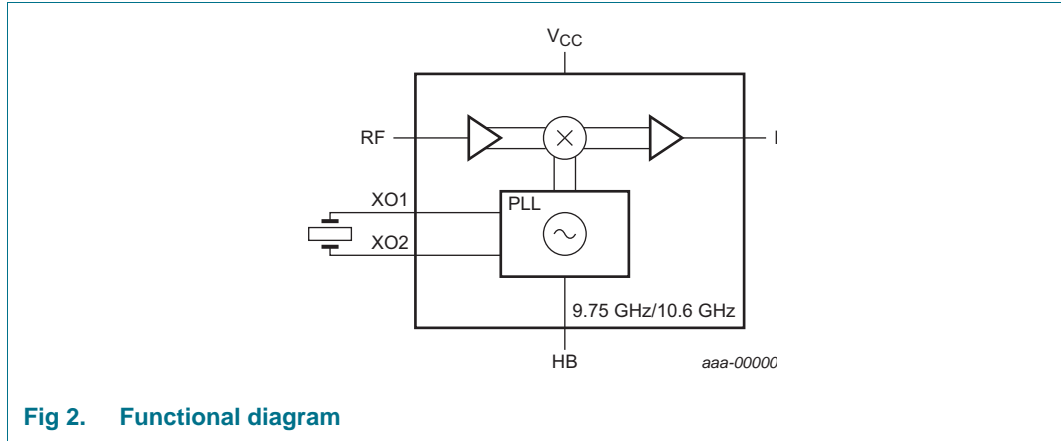 VCC
RF
XO1
PLL
XO2
9.75 GHz/10.6 GHz
HB
aaa-00000
Fig 2. Functional diagram